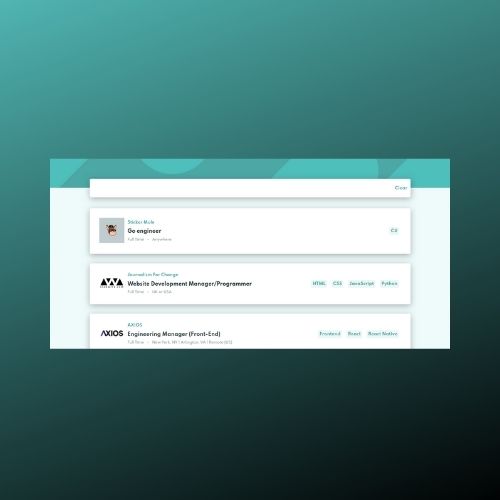 Clear
Sticker Mule
Go engineer
C#
Full Time • Anywhere
Journalism For Change
Website Development Manager/Programmer
HTML CSS JavaScript Python
Full Time • UK or USA
AXIOS
AXIOS
Engineering Manager (Front-End)
Frontend React React Native
Full Time • New York, NY | Arlington, VA | Remote (US)